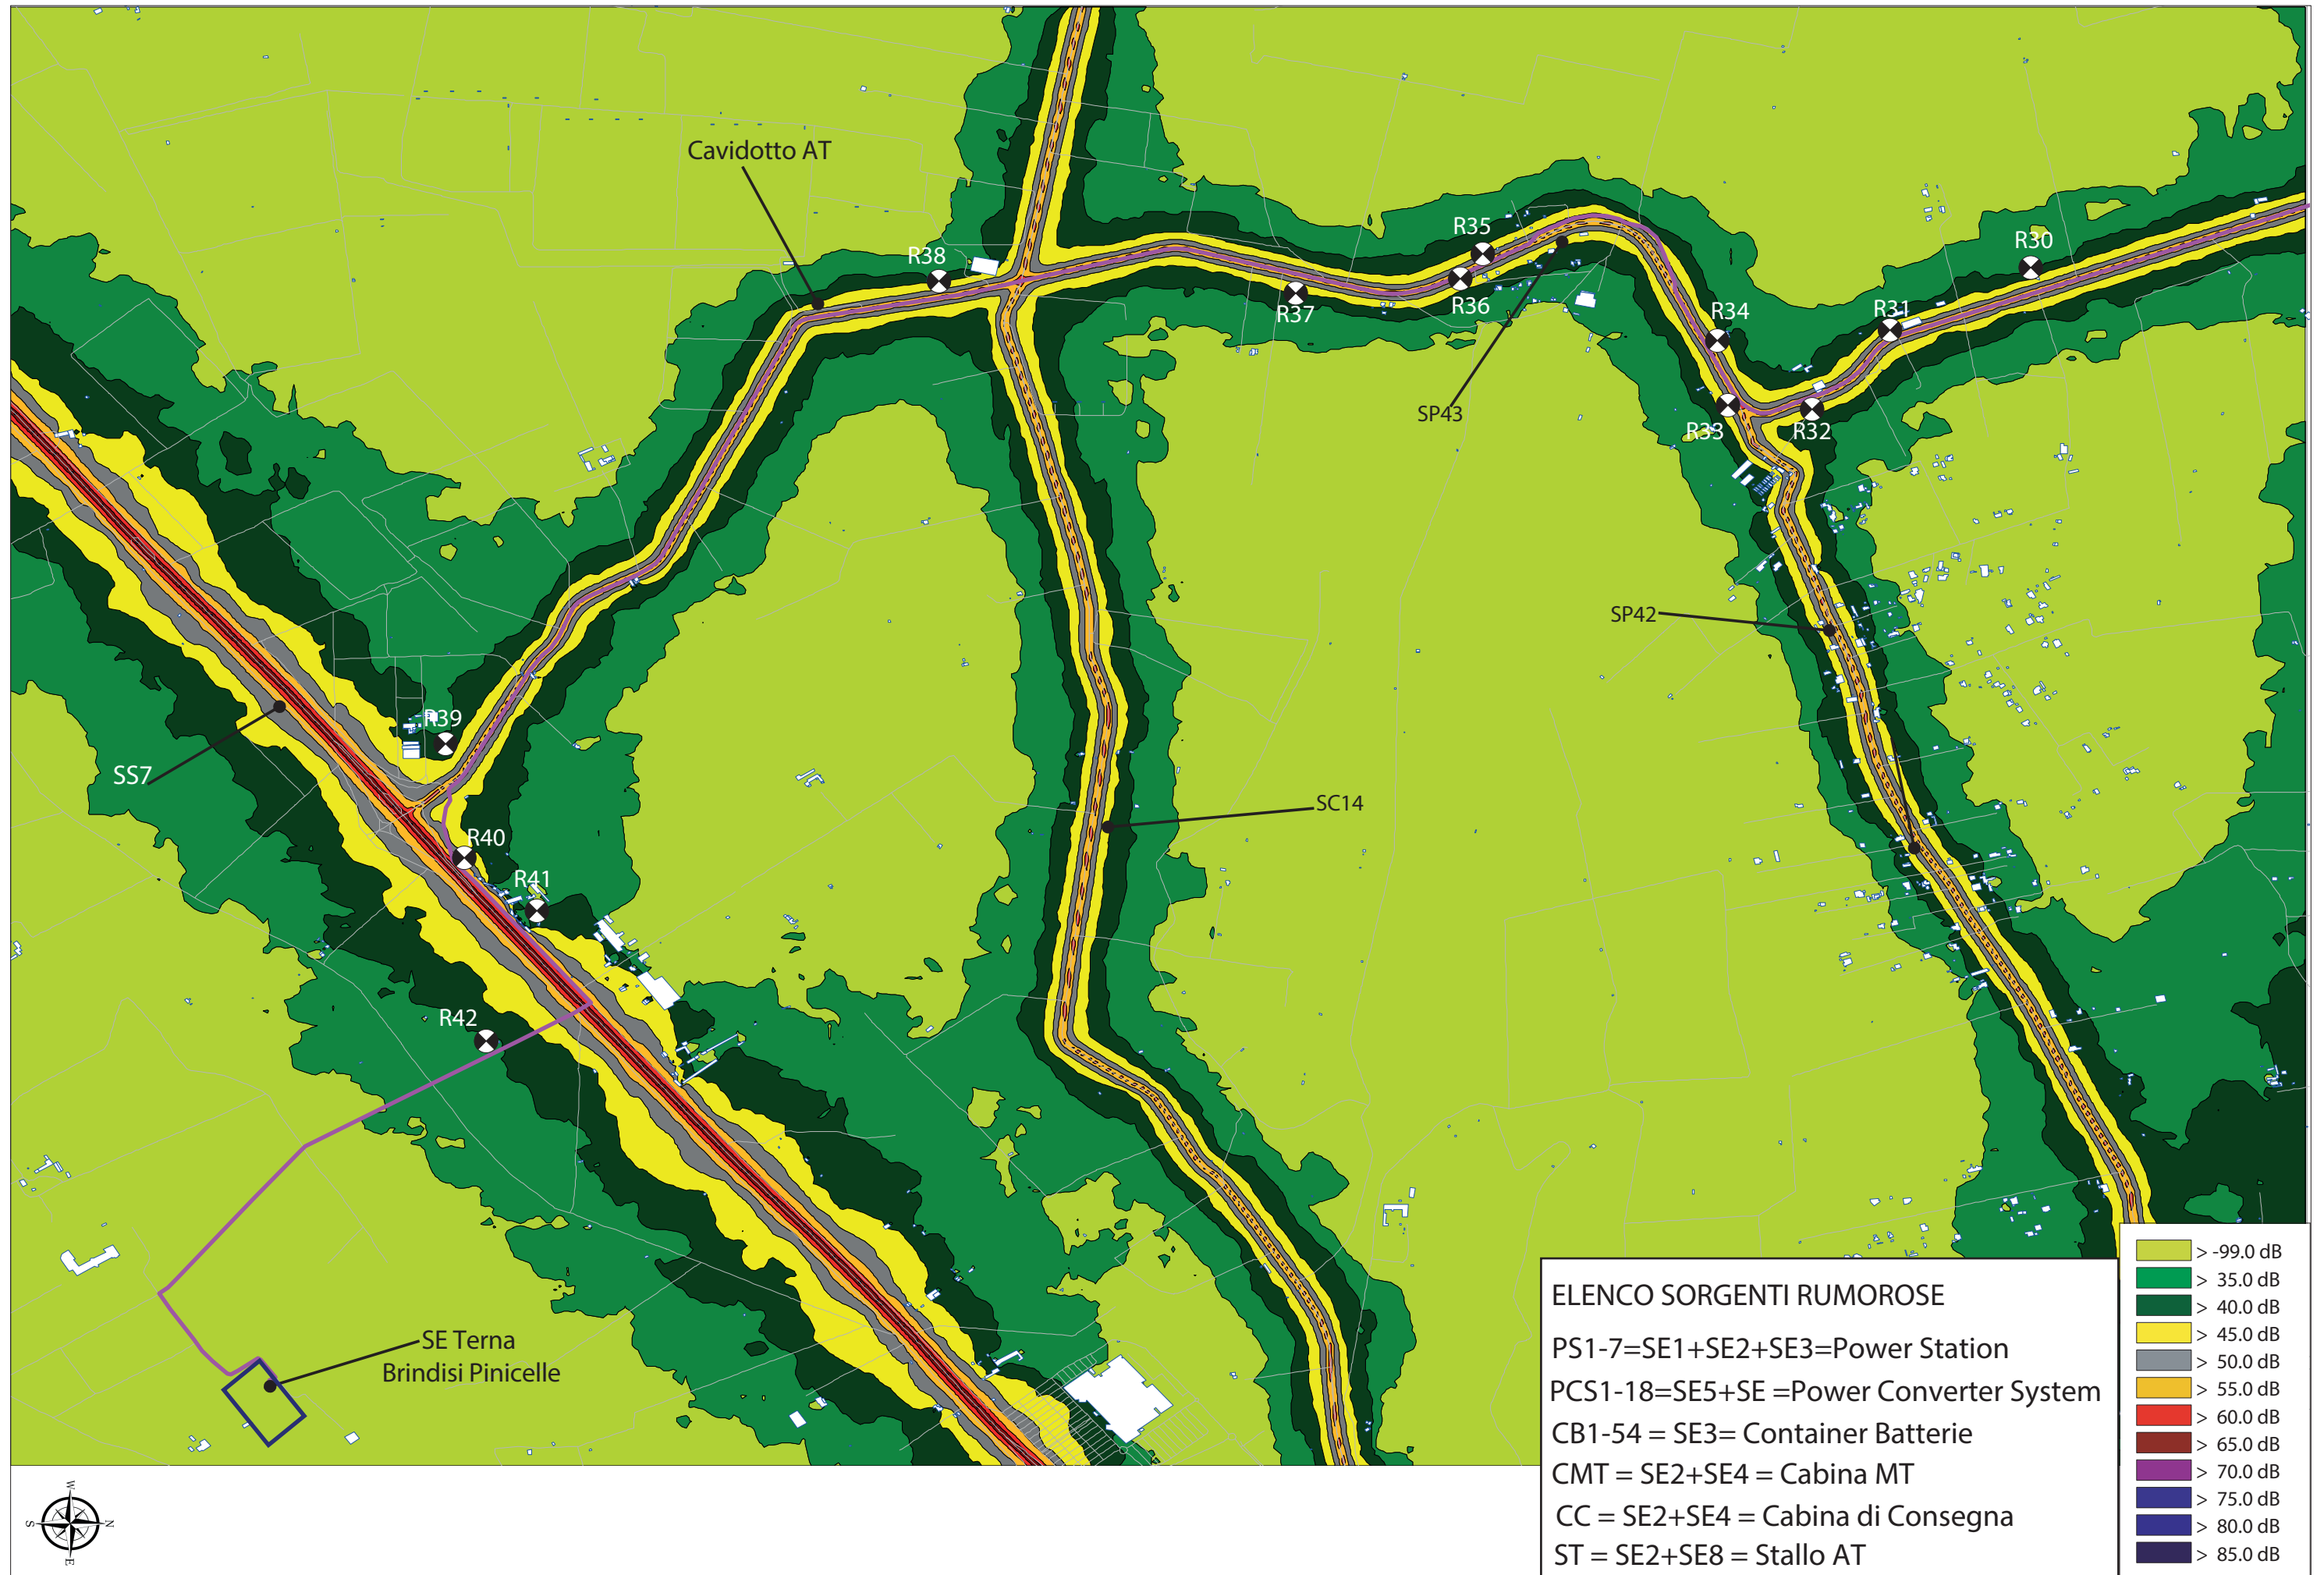 Cavidotto AT
R38
R35
R36
R37
R34
R30
R31
R33
R32
SP43
SP42
R39
SS7
R40
R41
SC14
R42
SE Terna
Brindisi Pinicelle
W
S
N
E
ELENCO SORGENTI RUMOROSE
PS1-7=SE1+SE2+SE3=Power Station
PCS1-18=SE5+SE =Power Converter System
CB1-54 = SE3= Container Batterie
CMT = SE2+SE4 = Cabina MT
CC = SE2+SE4 = Cabina di Consegna
ST = SE2+SE8 = Stallo AT
> -99.0 dB
> 35.0 dB
> 40.0 dB
> 45.0 dB
> 50.0 dB
> 55.0 dB
> 60.0 dB
> 65.0 dB
> 70.0 dB
> 75.0 dB
> 80.0 dB
> 85.0 dB